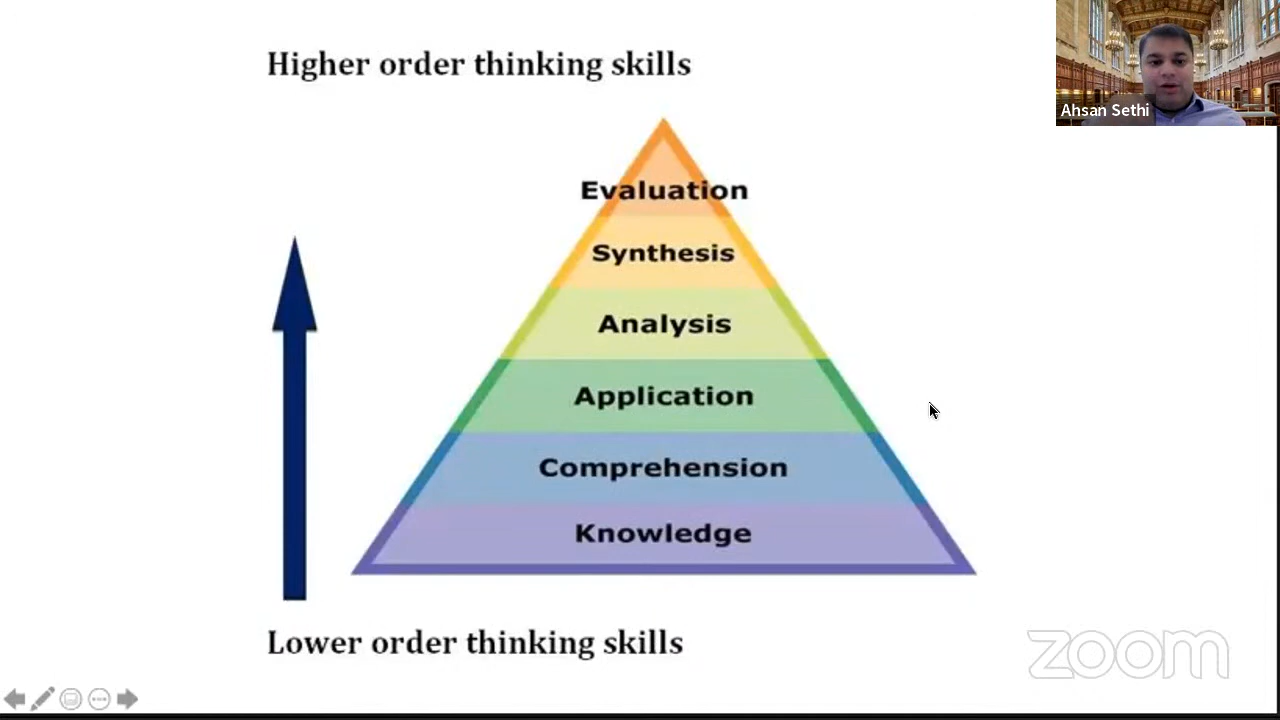 Higher order thinking skills
Ahsan Sethi
Evaluation
Synthesis
Analysis
Application
Comprehension
Knowledge
Lower order thinking skills
zoom